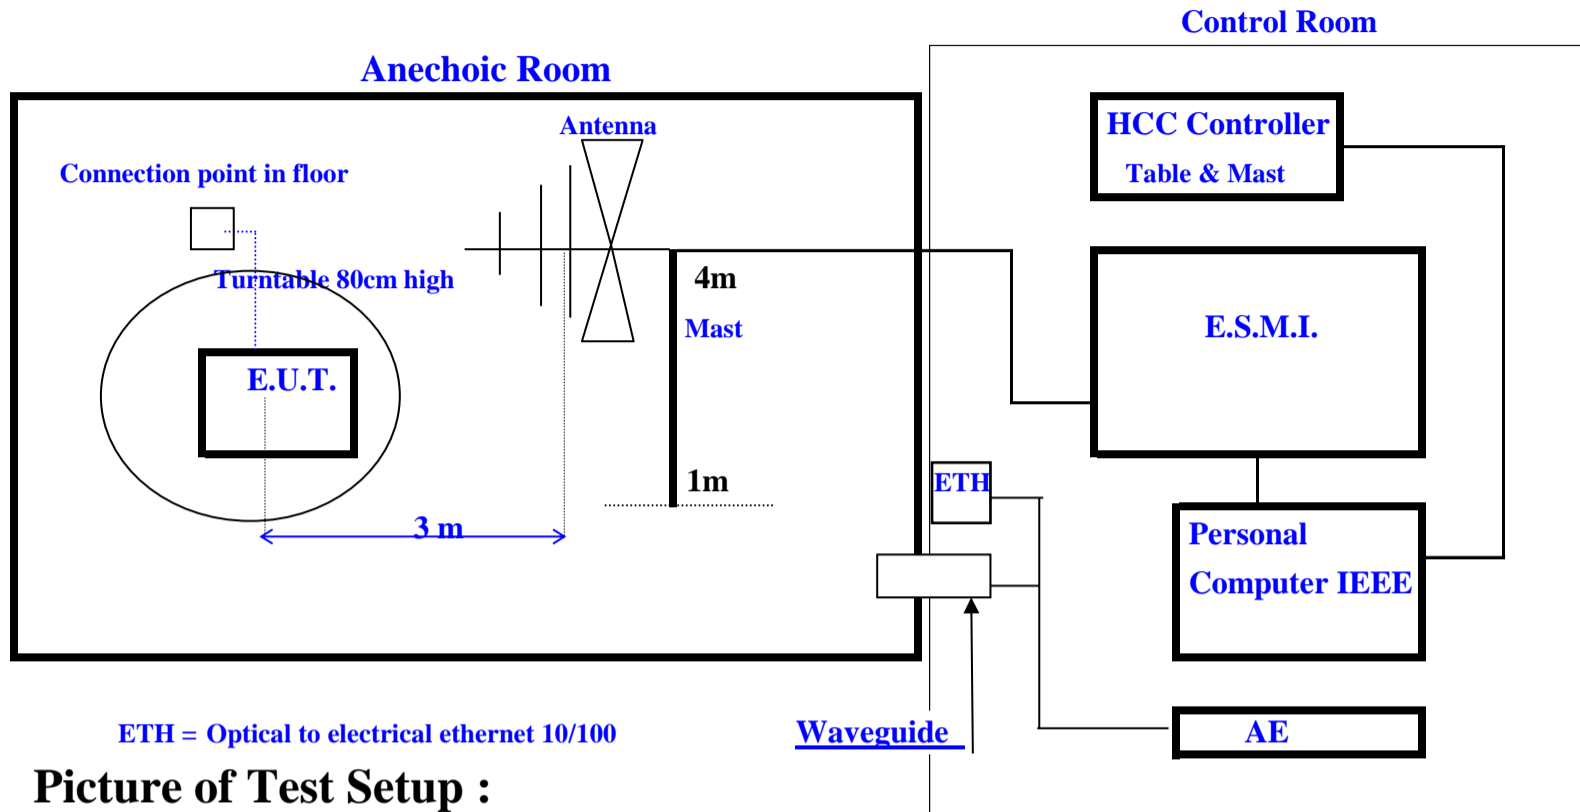 Control Room
Anechoic Room
Antenna
HCC Controller
Table & Mast
Connection point in floor
Turntable 80cm high
4m
Mast
E.S.M.I.
E.U.T.
1m
ETH
3 m
Personal
Computer IEEE
ETH = Optical to electrical ethernet 10/100
Waveguide
AE
Picture of Test Setup :